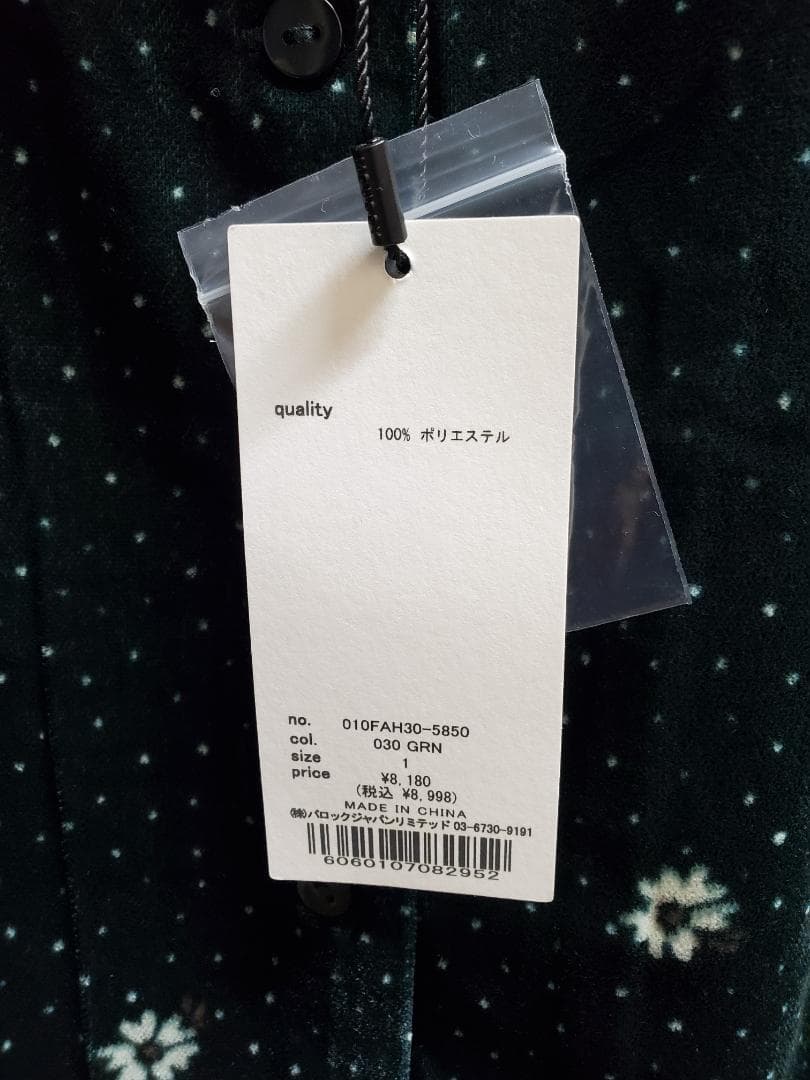 quality
100% ポリエステル
no. 010FAH30-5850
col. 030 GRN
size 1
price ¥8,180
(税込 ¥8,998)
MADE IN CHINA
㈱バロックジャパンリミテッド 03-6730-9191
6060107082952